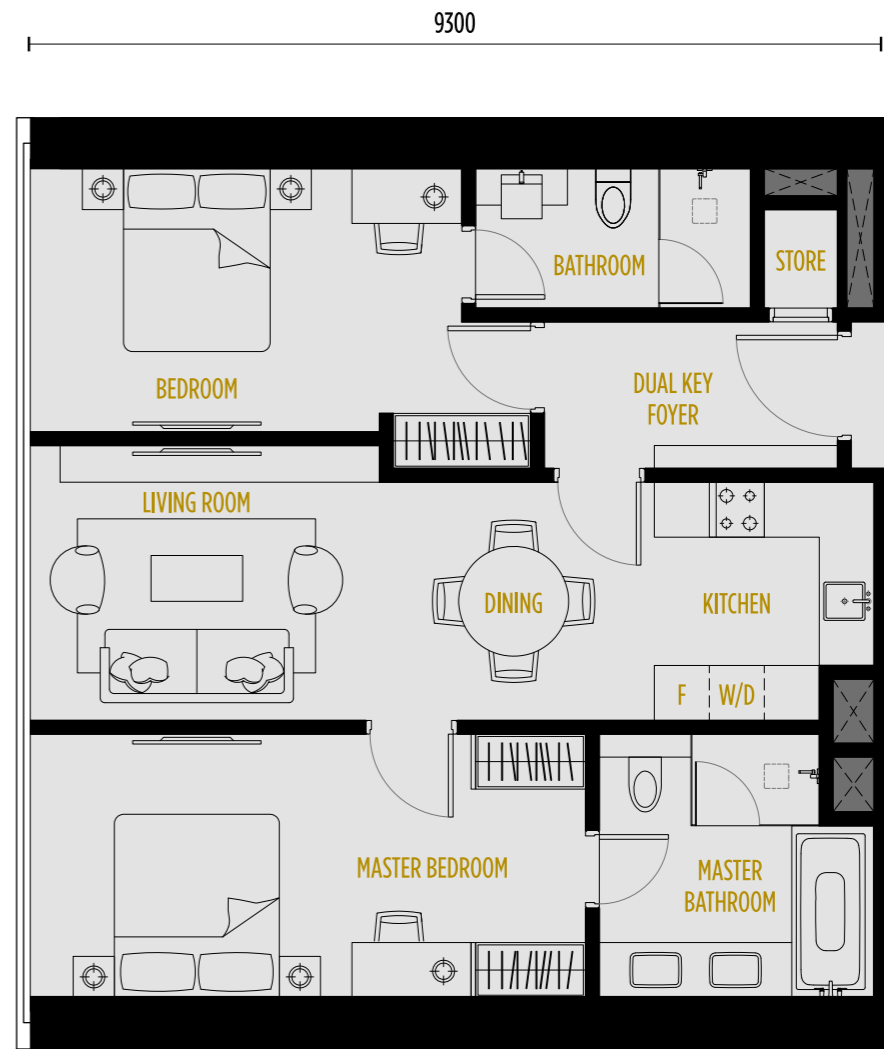 9300
BATHROOM
STORE
BEDROOM
DUAL KEY
FOYER
LIVING ROOM
DINING
KITCHEN
F
W/D
MASTER BEDROOM
MASTER
BATHROOM